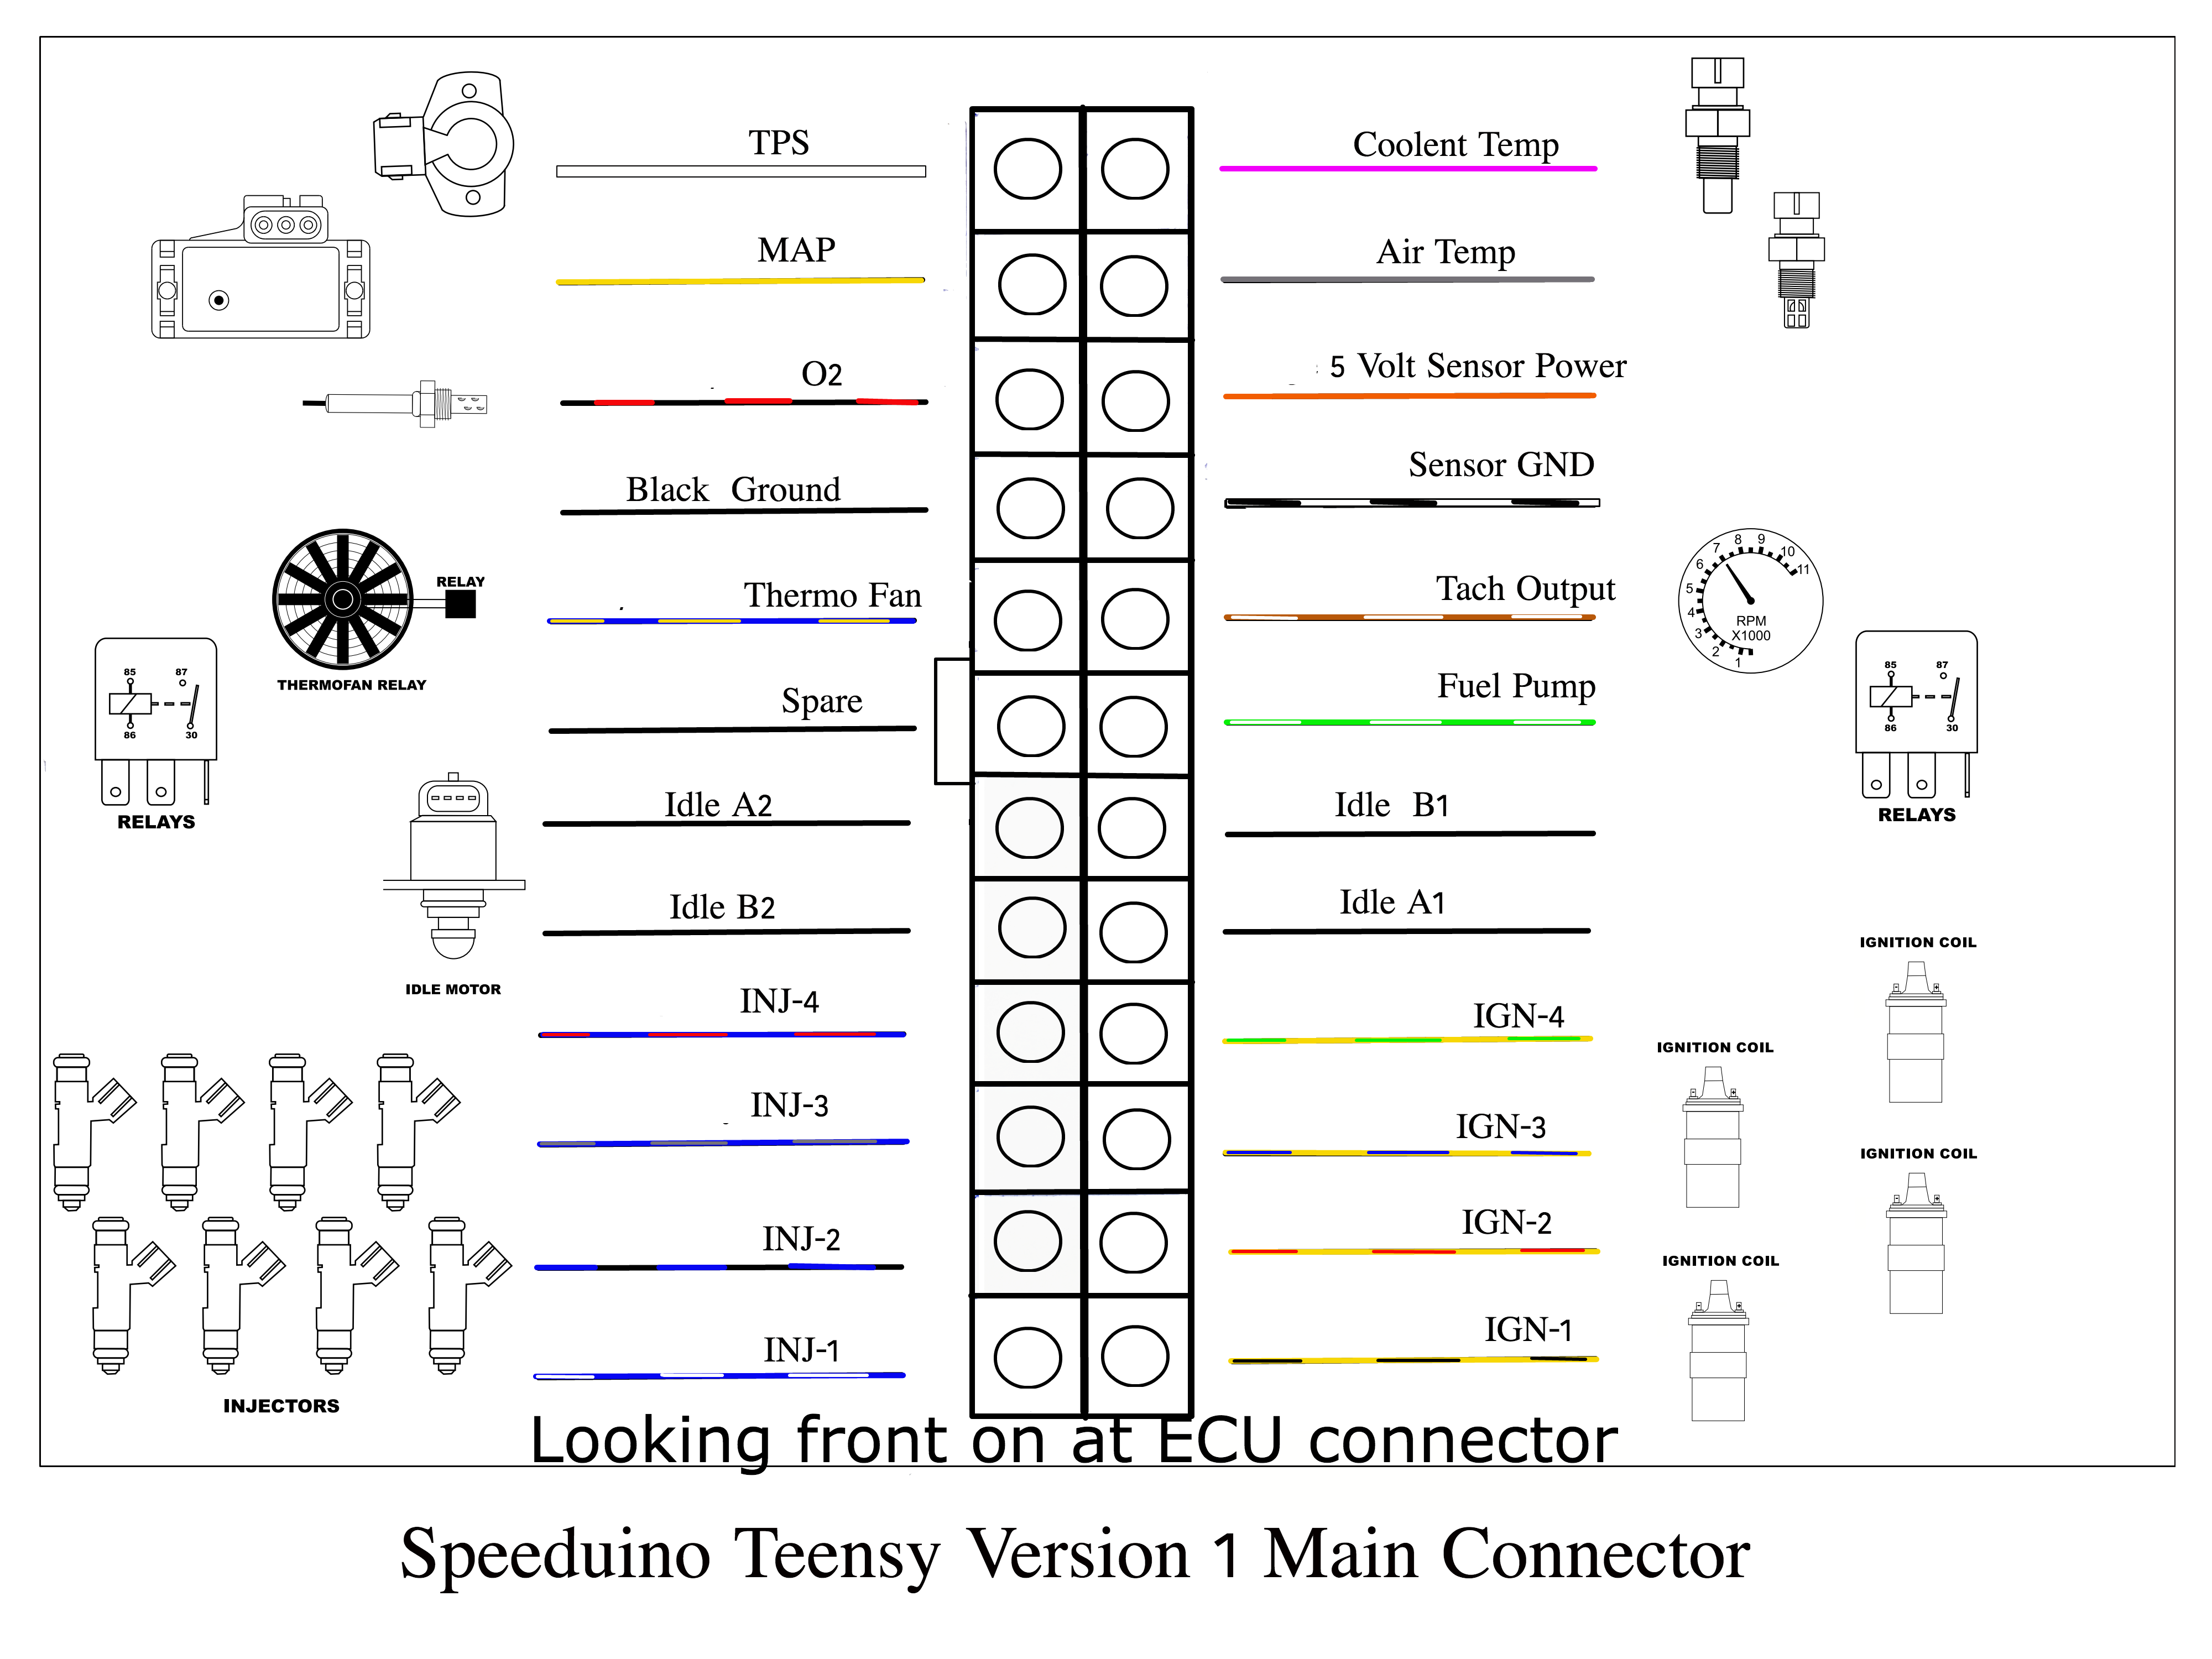 TPS
Coolent Temp
MAP
Air Temp
O2
5 Volt Sensor Power
Black Ground
Sensor GND
Thermo Fan
Tach Output
RELAY
THERMOFAN RELAY
1
2
3
4
5
6
7
8
9
10
11
RPM
X1000
Spare
Fuel Pump
85 87
86 30
RELAYS
85 87
86 30
RELAYS
Idle A2
Idle B1
Idle B2
Idle A1
IDLE MOTOR
IGNITION COIL
INJ-4
IGN-4
IGNITION COIL
INJ-3
IGN-3
IGNITION COIL
INJ-2
IGN-2
IGNITION COIL
INJ-1
IGN-1
INJECTORS
Looking front on at ECU connector
Speeduino Teensy Version 1 Main Connector